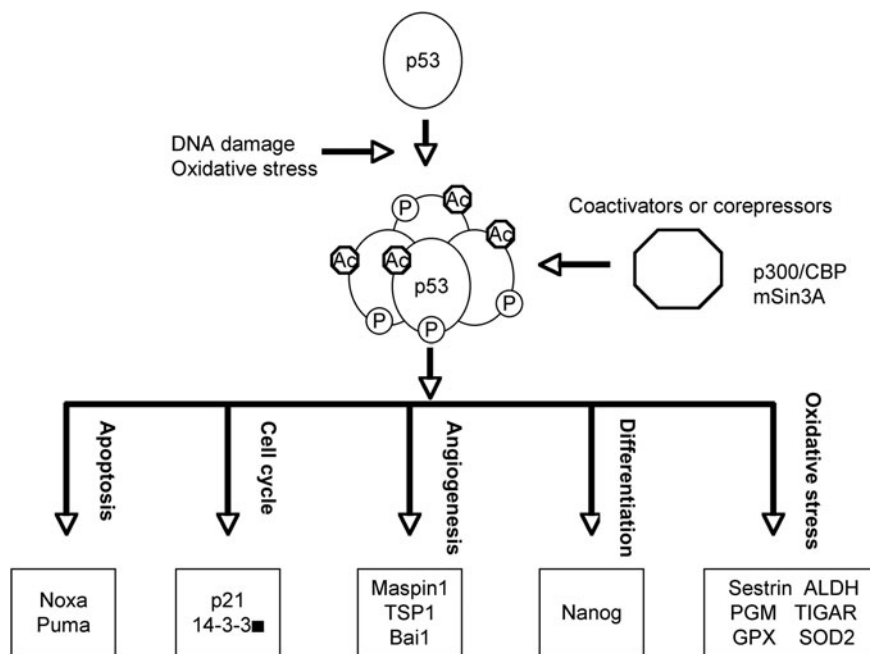 p53
DNA damage
Oxidative stress
Coactivators or corepressors
p300/CBP
mSin3A
P
Ac
Ac
Ac
Ac
p53
P
P
P
Apoptosis
Cell cycle
Angiogenesis
Differentiation
Oxidative stress
Noxa
Puma
p21
14-3-3■
Maspin1
TSP1
Bai1
Nanog
Sestrin ALDH
PGM TIGAR
GPX SOD2